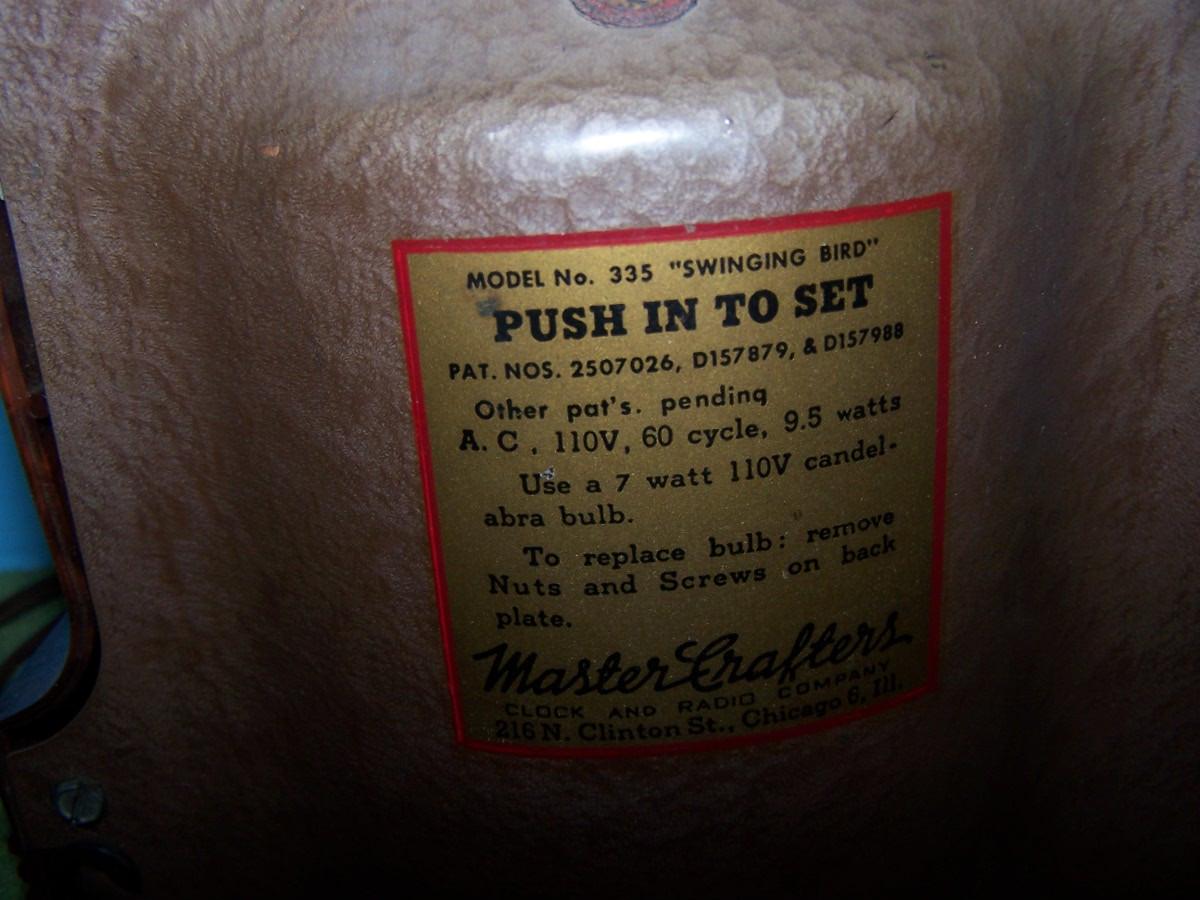 MODEL No. 335 "SWINGING BIRD"
PUSH IN TO SET
PAT. NOS. 2507026, D157879, & D157988
Other pat's. pending
A. C , 110V, 60 cycle, 9.5 watts
Use a 7 watt 110V candel-
abra bulb.
To replace bulb: remove
Nuts and Screws on back
plate.
MasterCrafters
CLOCK AND RADIO COMPANY
216 N. Clinton St., Chicago 6, Ill.